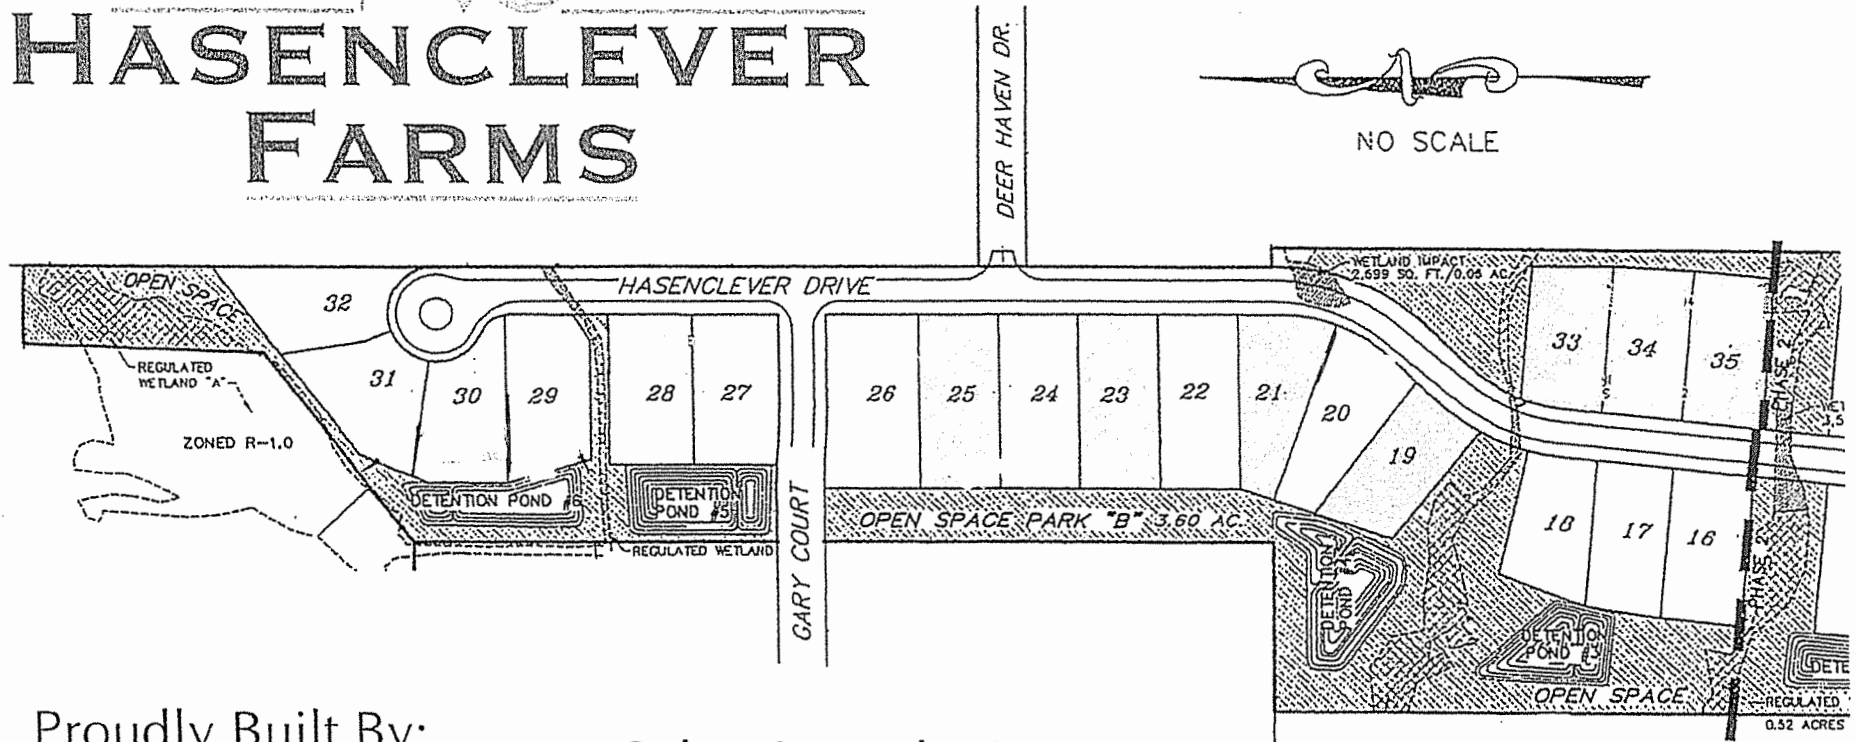 HASENCLEVER
FARMS
DEER HAVEN DR.
NO SCALE
OPEN SPACE
32
HASENCLEVER DRIVE
WETLAND IMPACT
2,699 SQ. FT./0.06 AC.
REGULATED
WETLAND "A"
ZONED R-1.0
31
30
29
28
27
26
25
24
23
22
21
20
19
33
34
35
PHASE 2
18
17
16
PHASE 2
DETENTION POND #6
DETENTION
POND #5
REGULATED WETLAND
GARY COURT
OPEN SPACE PARK "B" 3.60 AC.
DETENTION
POND #4
DETENTION
POND #3
OPEN SPACE
DETE
REGULATED
0.52 ACRES
Proudly Built By: